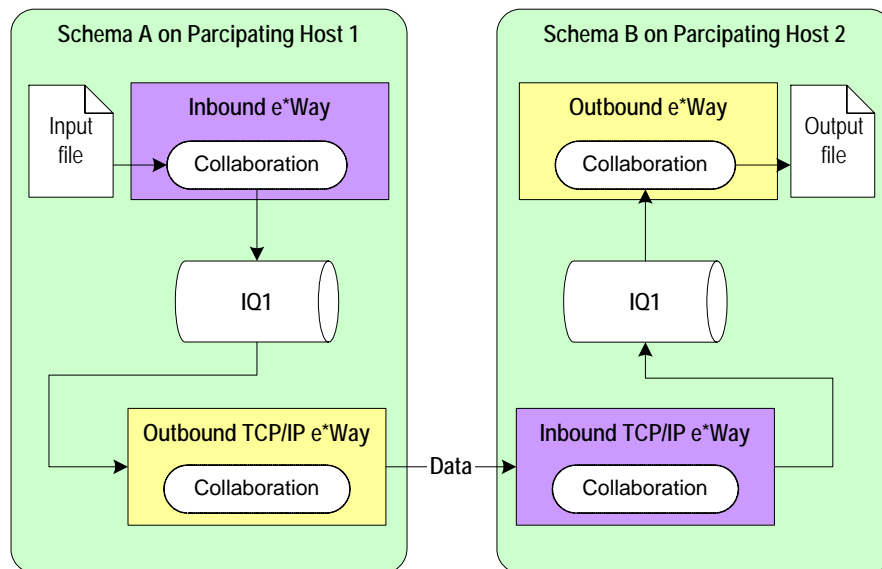 Schema A on Parcipating Host 1
Inbound e*Way
Input
file
Collaboration
IQ1
Outbound TCP/IP e*Way
Collaboration
Data
Schema B on Parcipating Host 2
Outbound e*Way
Collaboration
Output
file
IQ1
Inbound TCP/IP e*Way
Collaboration